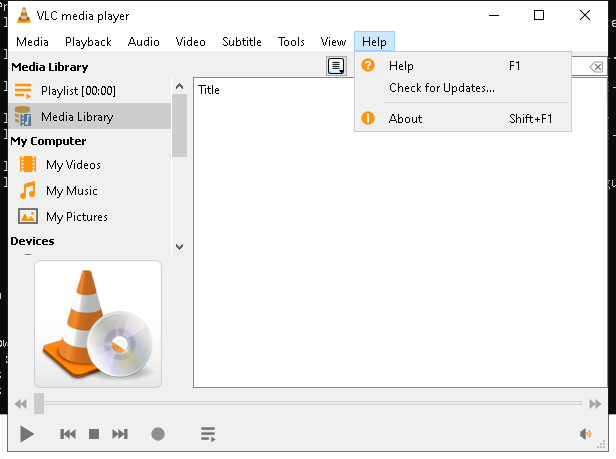 VLC media player
Media Playback Audio Video Subtitle Tools View Help
Media Library
Playlist [00:00]
Media Library
My Computer
My Videos
My Music
My Pictures
Devices
Title
Help F1
Check for Updates...
About Shift+F1